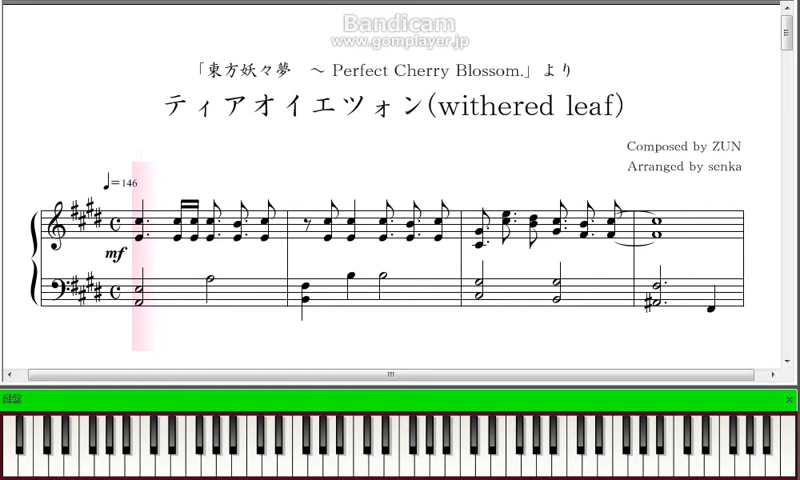 Bandicam
www.gomplayer.jp
「東方妖々夢　～ Perfect Cherry Blossom.」より
ティアオイエツォン(withered leaf)
Composed by ZUN
Arranged by senka
♩=146
mf
鍵盤